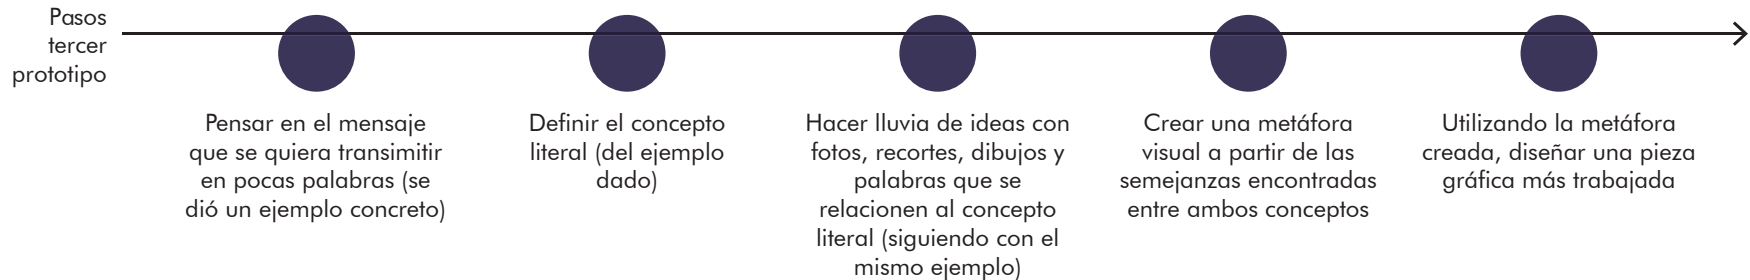 Pasos
tercer
prototipo
Pensar en el mensaje
que se quiera transimitir
en pocas palabras (se
dió un ejemplo concreto)
Definir el concepto
literal (del ejemplo
dado)
Hacer lluvia de ideas con
fotos, recortes, dibujos y
palabras que se
relacionen al concepto
literal (siguiendo con el
mismo ejemplo)
Crear una metáfora
visual a partir de las
semejanzas encontradas
entre ambos conceptos
Utilizando la metáfora
creada, diseñar una pieza
gráfica más trabajada